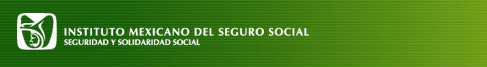 INSTITUTO MEXICANO DEL SEGURO SOCIAL
SEGURIDAD Y SOLIDARIDAD SOCIAL